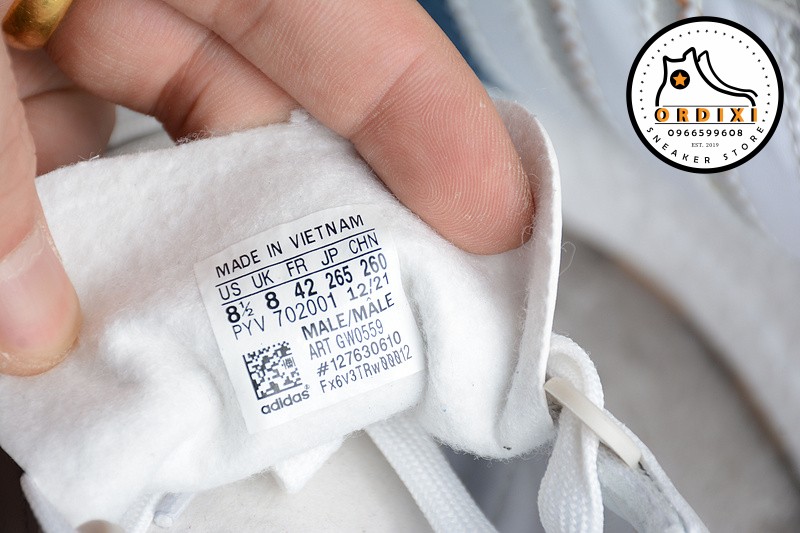 MADE IN VIETNAM
US UK FR JP CHN
8½ 8 42 265 260
PYV 702001 12/21
MALE/MÂLE
ART GW0559
#127630610
Fx6v3TRw00012
adidas®
ORDIXI
0966599608
EST. 2019
SNEAKER STORE